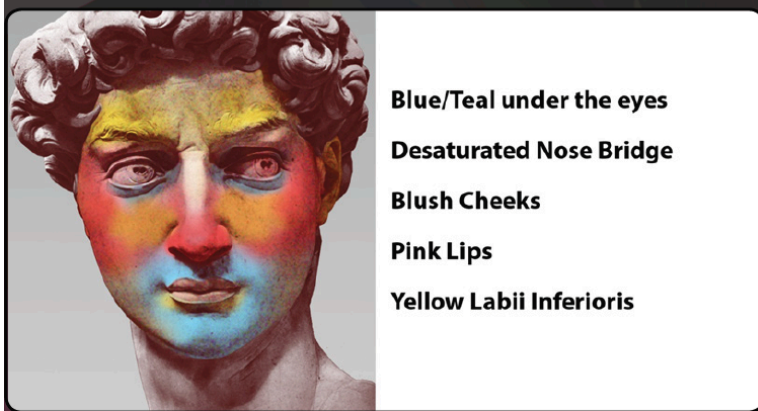 Blue/Teal under the eyes
Desaturated Nose Bridge
Blush Cheeks
Pink Lips
Yellow Labii Inferioris